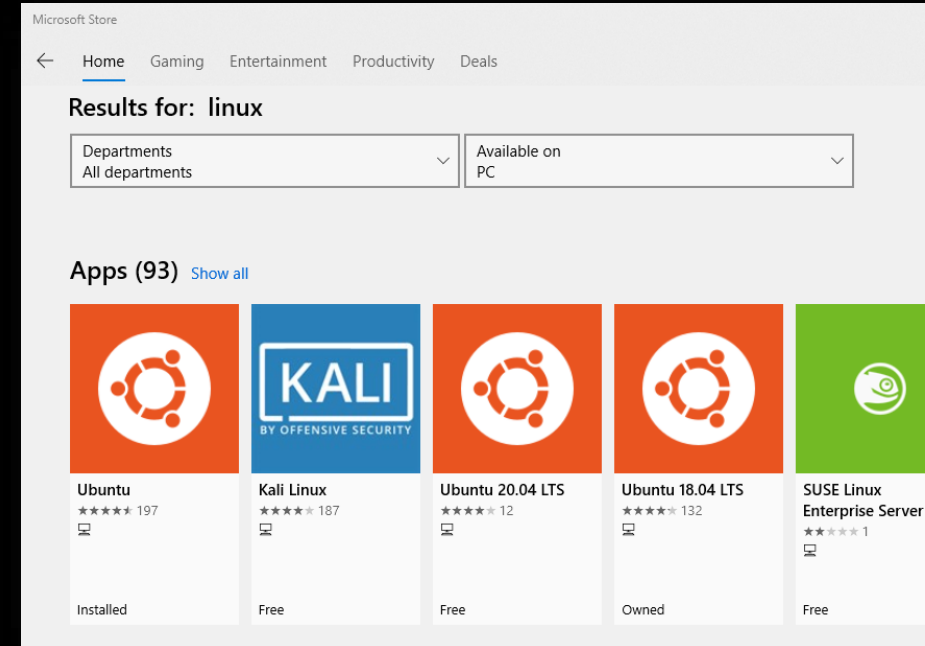 Microsoft Store
Home Gaming Entertainment Productivity Deals
Results for: linux
Departments
All departments
Available on
PC
Apps (93) Show all
KALI
BY OFFENSIVE SECURITY
Ubuntu
197
Installed
Kali Linux
187
Free
Ubuntu 20.04 LTS
12
Free
Ubuntu 18.04 LTS
132
Owned
SUSE Linux
Enterprise Server
1
Free